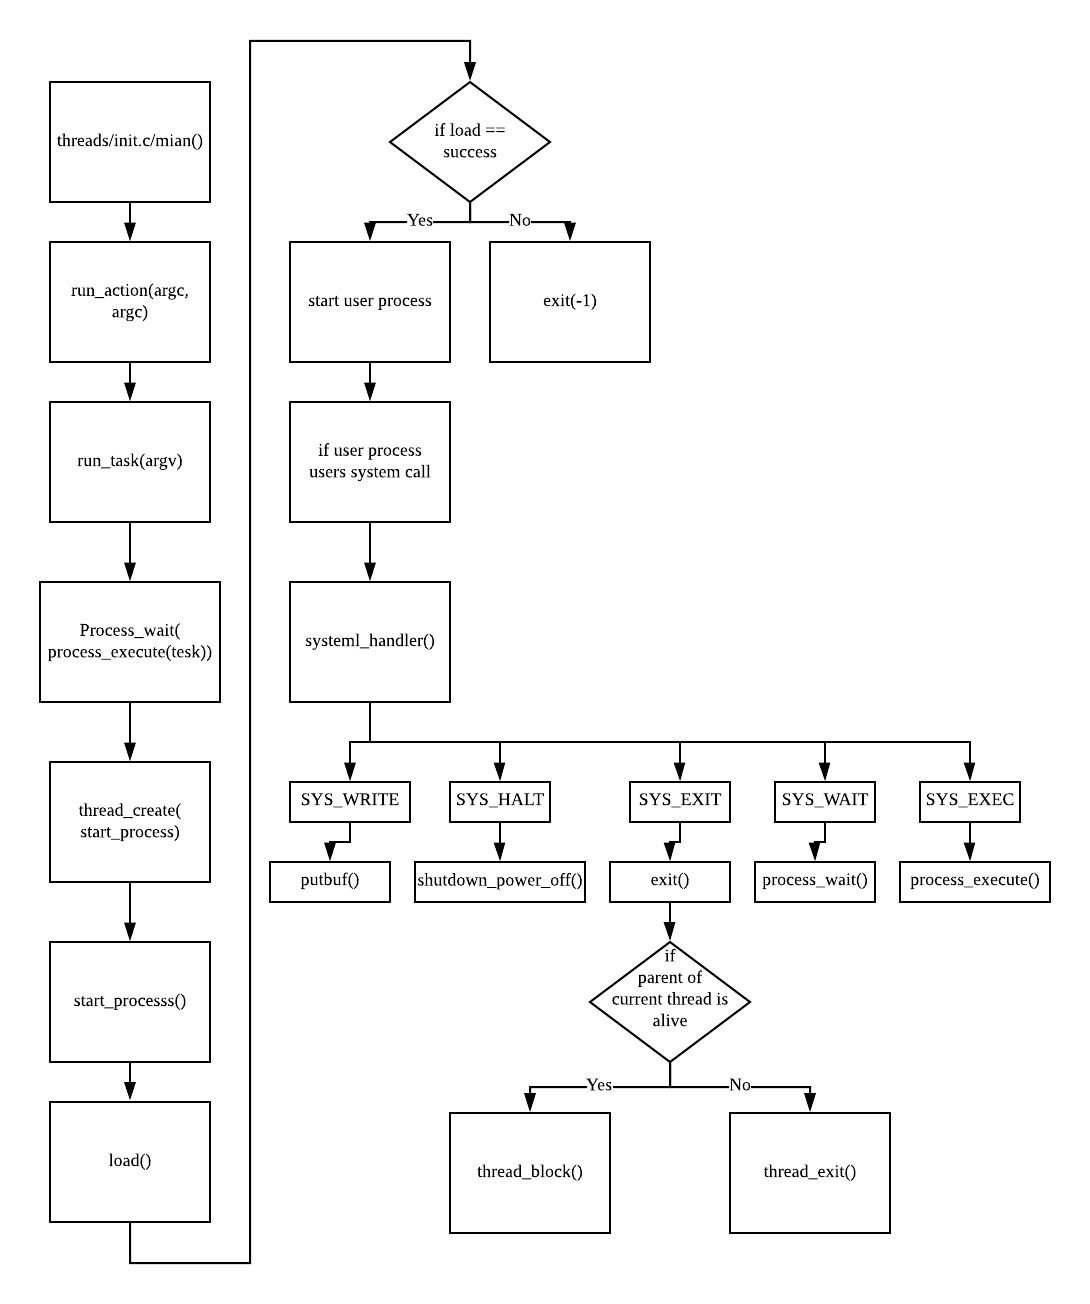 threads/init.c/mian()
run_action(argc,
argc)
run_task(argv)
Process_wait(
process_execute(tesk))
thread_create(
start_process)
start_processs()
load()
if load ==
success
Yes
No
start user process
exit(-1)
if user process
users system call
systeml_handler()
SYS_WRITE
SYS_HALT
SYS_EXIT
SYS_WAIT
SYS_EXEC
putbuf()
shutdown_power_off()
exit()
process_wait()
process_execute()
if
parent of
current thread is
alive
Yes
No
thread_block()
thread_exit()